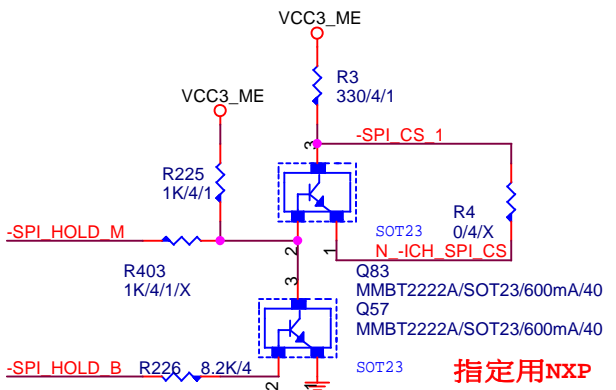 VCC3_ME
R3
330/4/1
VCC3_ME
-SPI_CS_1
3
R225
1K/4/1
R4
0/4/X
SOT23
-SPI_HOLD_M
2
1
N_-ICH_SPI_CS
R403
1K/4/1/X
3
Q83
MMBT2222A/SOT23/600mA/40
Q57
MMBT2222A/SOT23/600mA/40
-SPI_HOLD_B
R226
8.2K/4
SOT23
2
1
指定用NXP